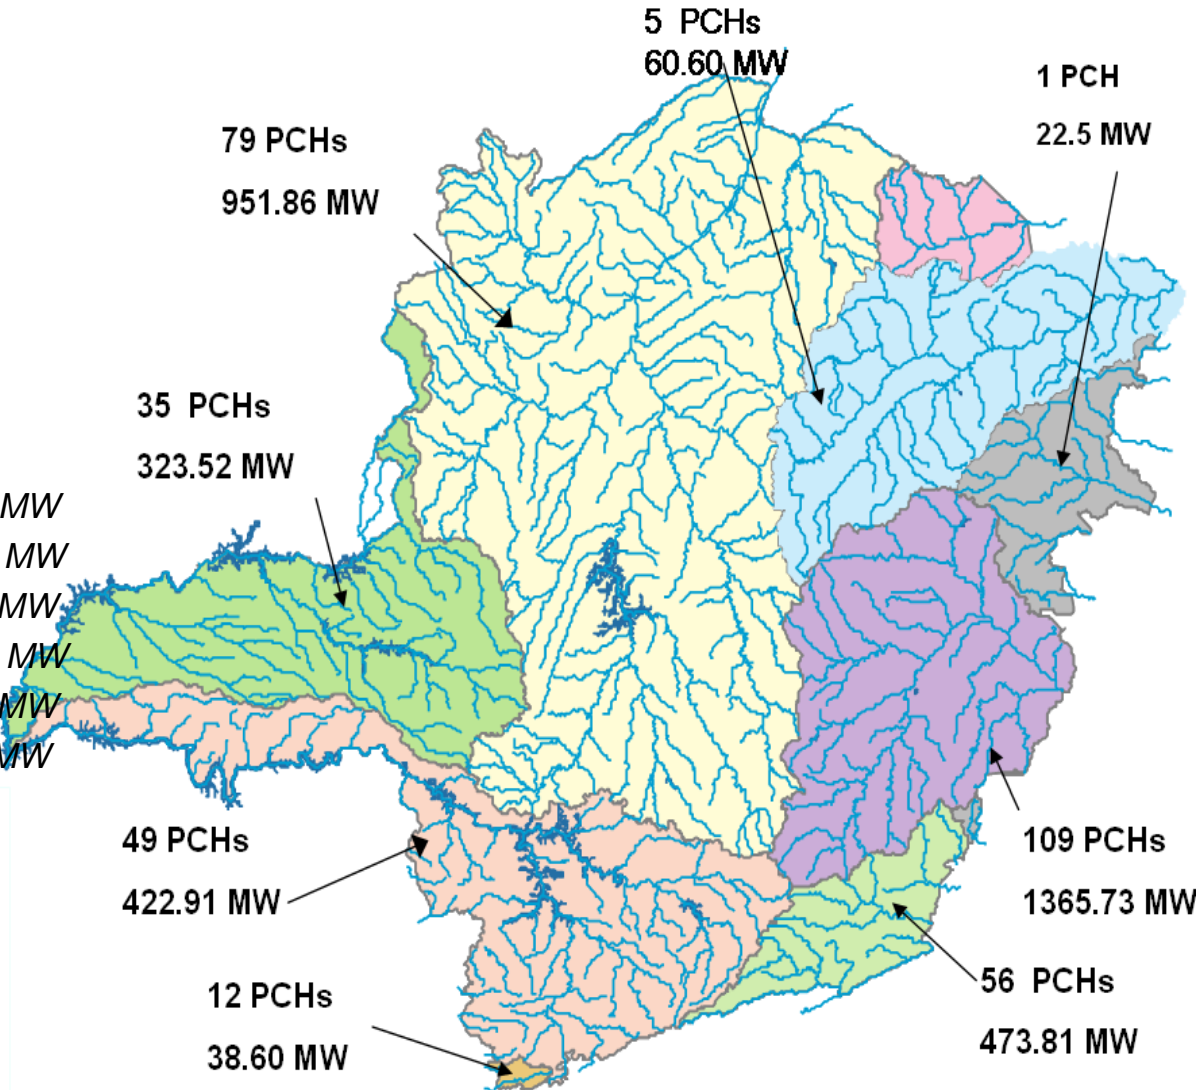 5 PCHs
60.60 MW
1 PCH
22.5 MW
79 PCHs
951.86 MW
35 PCHs
323.52 MW
MW
MW
MW
MW
MW
MW
49 PCHs
422.91 MW
109 PCHs
1365.73 MW
12 PCHs
38.60 MW
56 PCHs
473.81 MW